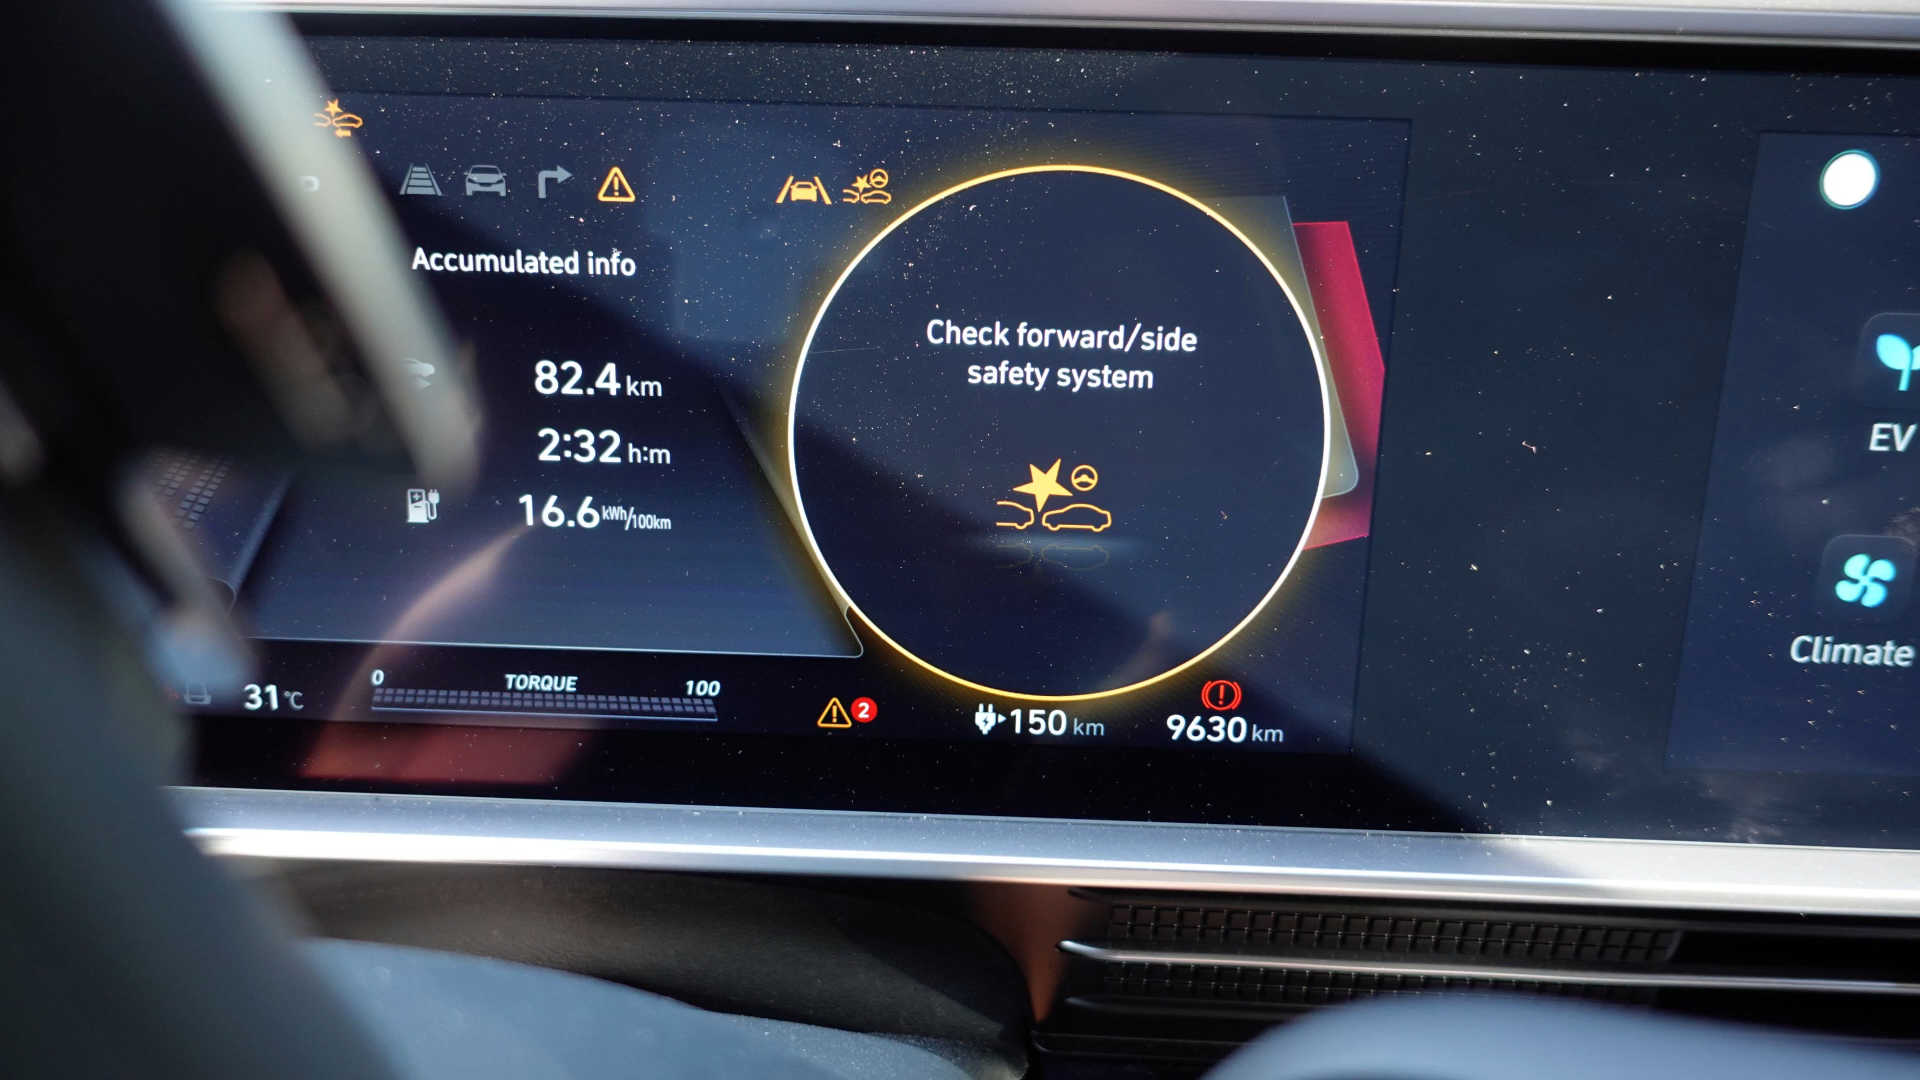 P
Accumulated info
82.4 km
2:32 h:m
16.6 kWh/100km
Check forward/side
safety system
EV
Climate
31°C
0 TORQUE 100
2
150 km
9630 km